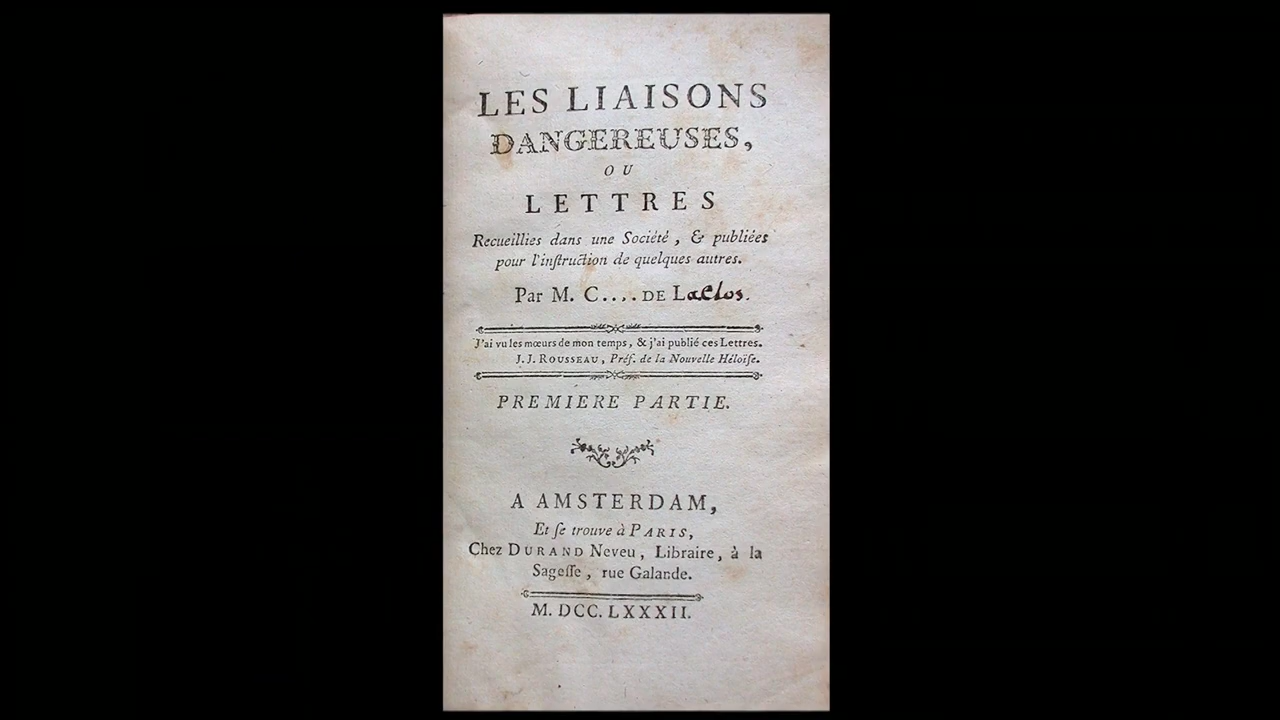 LES LIAISONS
DANGEREUSES,
OU
LETTRES
Recueillies dans une Société, & publiées
pour l'inſtruction de quelques autres.
Par M. C.... DE Laclos.
J'ai vu les mœurs de mon temps, & j'ai publié ces Lettres.
J. J. ROUSSEAU, Préf. de la Nouvelle Héloïſe.
PREMIERE PARTIE.
A AMSTERDAM,
Et ſe trouve à PARIS,
Chez DURAND Neveu, Libraire, à la
Sageſſe, rue Galande.
M. DCC. LXXXII.